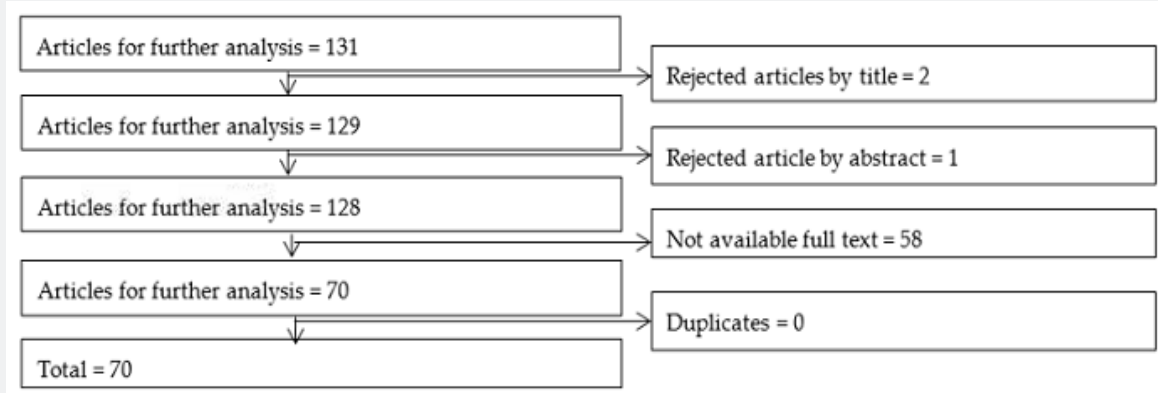 Articles for further analysis = 131
Rejected articles by title = 2
Articles for further analysis = 129
Rejected article by abstract = 1
Articles for further analysis = 128
Not available full text = 58
Articles for further analysis = 70
Duplicates = 0
Total = 70